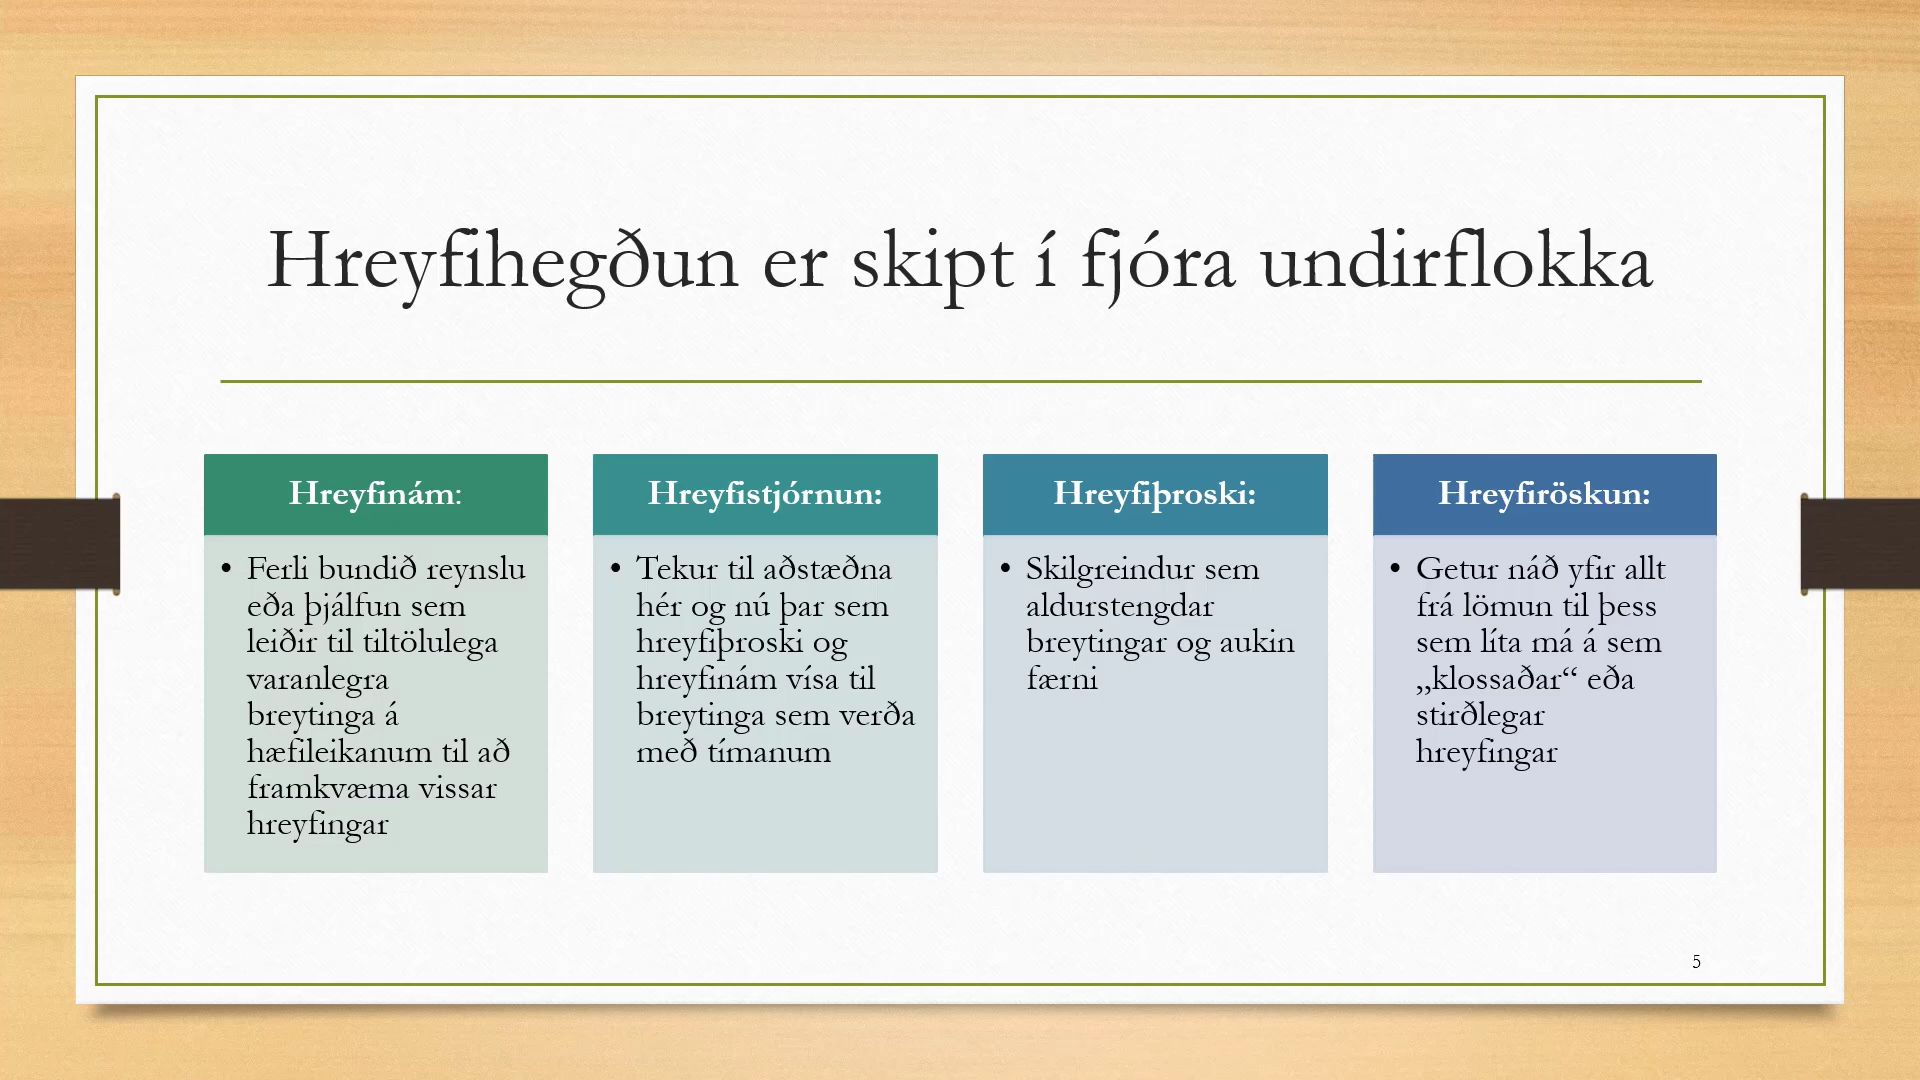 Hreyfihegðun er skipt í fjóra undirflokka
Hreyfinám:
• Ferli bundið reynslu
eða þjálfun sem
leiðir til tiltölulega
varanlegra
breytinga á
hæfileikanum til að
framkvæma vissar
hreyfingar
Hreyfistjórnun:
• Tekur til aðstæðna
hér og nú þar sem
hreyfiþroski og
hreyfinám vísa til
breytinga sem verða
með tímanum
Hreyfiþroski:
• Skilgreindur sem
aldurstengdar
breytingar og aukin
færni
Hreyfiröskun:
• Getur náð yfir allt
frá lömun til þess
sem líta má á sem
„klossaðar“ eða
stirðlegar
hreyfingar
5